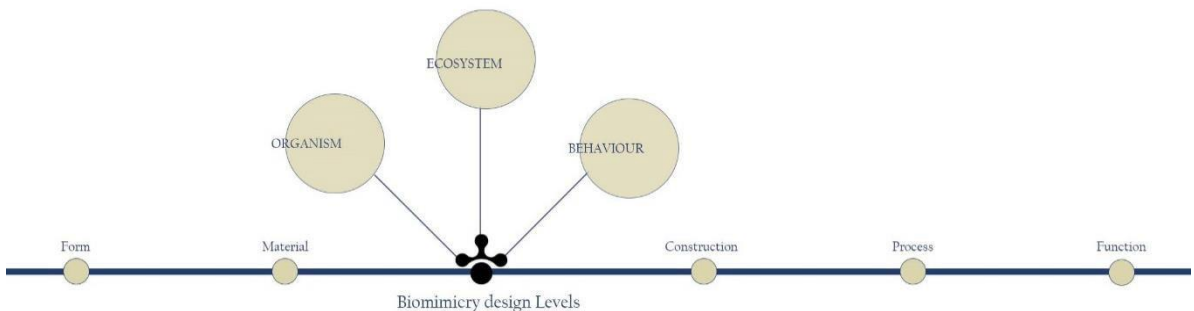 ECOSYSTEM
ORGANISM
BEHAVIOUR
Form
Material
Construction
Process
Function
Biomimicry design Levels